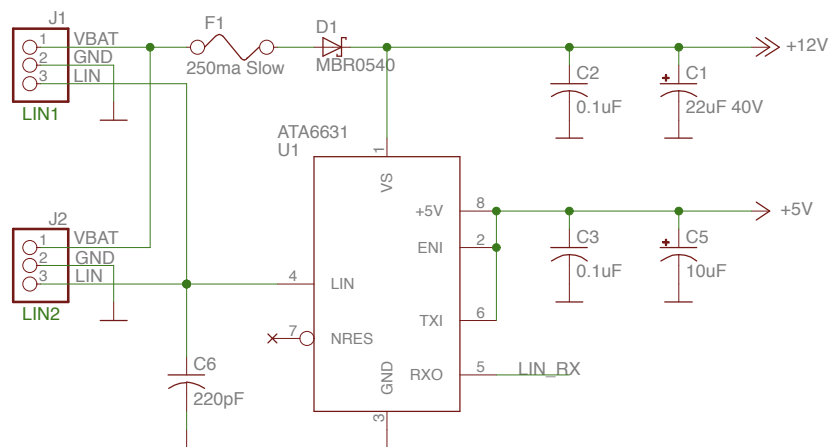 J1
1 VBAT
2 GND
3 LIN
LIN1
F1
250ma Slow
D1
MBR0540
+12V
C2
0.1uF
C1
22uF 40V
ATA6631
U1
1
VS
+5V 8
ENI 2
TXI 6
RXO 5
LIN_RX
4 LIN
7 NRES
GND
3
+5V
C3
0.1uF
C5
10uF
J2
1 VBAT
2 GND
3 LIN
LIN2
C6
220pF